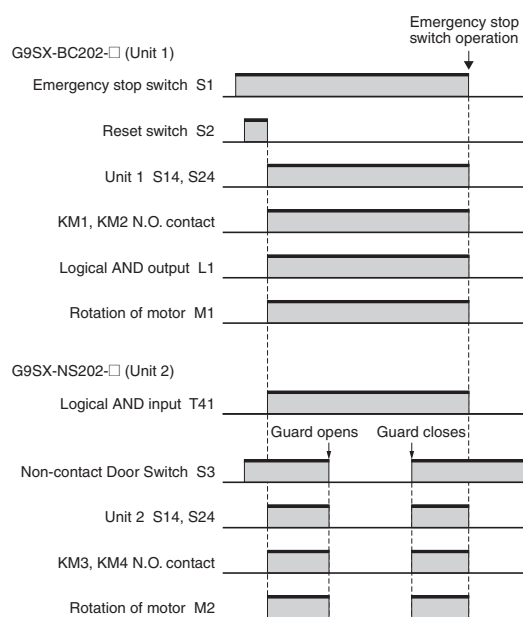 Emergency stop
switch operation
G9SX-BC202-□ (Unit 1)
Emergency stop switch S1
Reset switch S2
Unit 1 S14, S24
KM1, KM2 N.O. contact
Logical AND output L1
Rotation of motor M1
G9SX-NS202-□ (Unit 2)
Logical AND input T41
Guard opens Guard closes
Non-contact Door Switch S3
Unit 2 S14, S24
KM3, KM4 N.O. contact
Rotation of motor M2